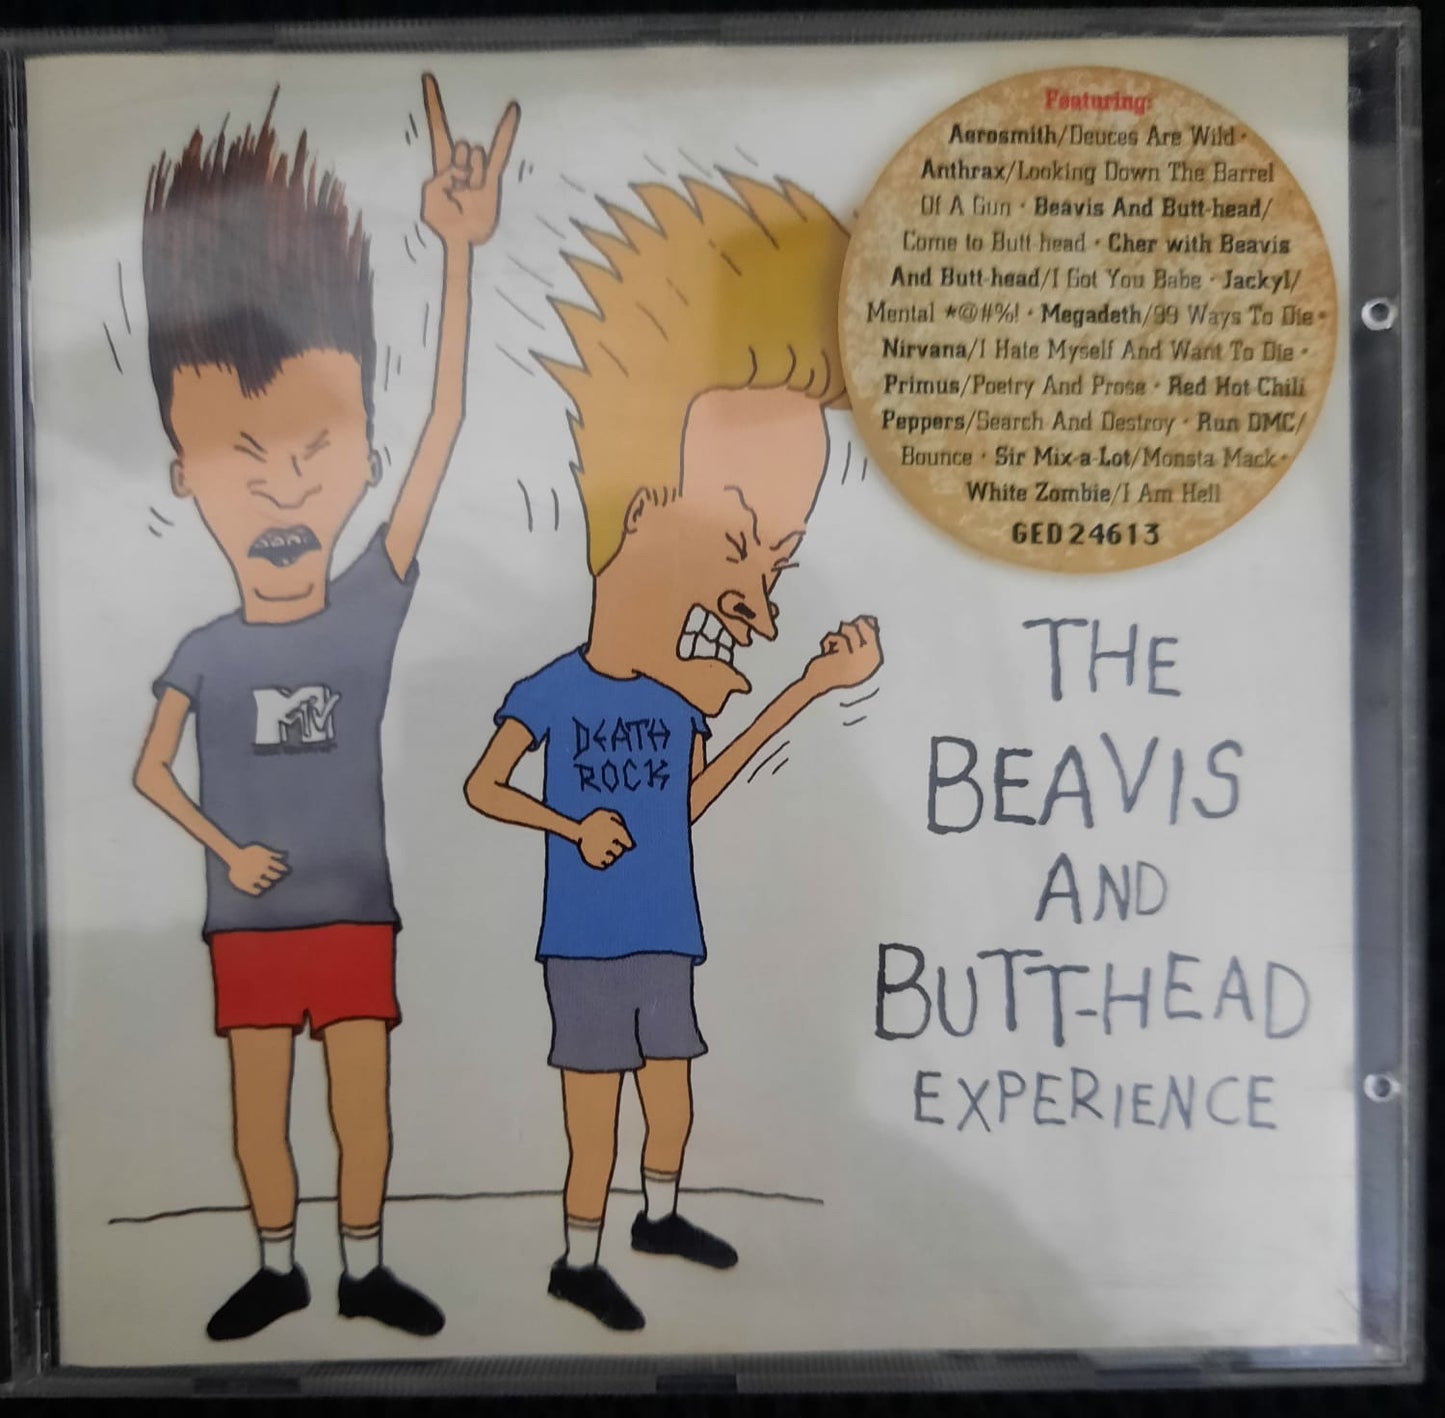 Featuring:
Aerosmith/Deuces Are Wild •
Anthrax/Looking Down The Barrel
Of A Gun • Beavis And Butt-head/
Come to Butt-head • Cher with Beavis
And Butt-head/I Got You Babe • Jackyl/
Mental *@#%! • Megadeth/99 Ways To Die •
Nirvana/I Hate Myself And Want To Die •
Primus/Poetry And Prose • Red Hot Chili
Peppers/Search And Destroy • Run DMC/
Bounce • Sir Mix-a-Lot/Monsta Mack •
White Zombie/I Am Hell
GED 24613
MTV
DEATH
ROCK
THE
BEAVIS
AND
BUTT-HEAD
EXPERIENCE